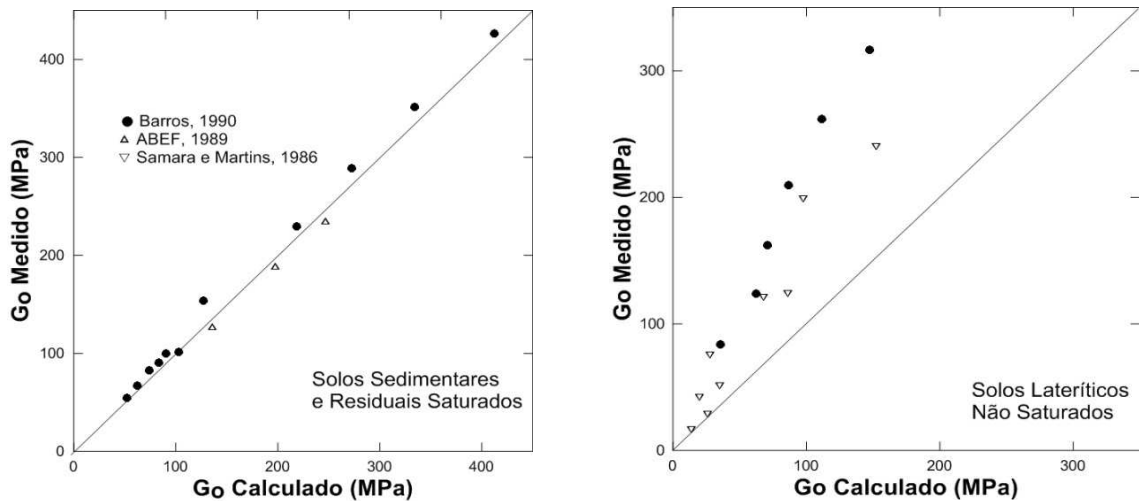 400
300
200
100
0
Go Medido (MPa)
Barros, 1990
ABEF, 1989
Samara e Martins, 1986
Solos Sedimentares
e Residuais Saturados
0 100 200 300 400
Go Calculado (MPa)
300
200
100
0
Go Medido (MPa)
Solos Lateríticos
Não Saturados
0 100 200 300
Go Calculado (MPa)